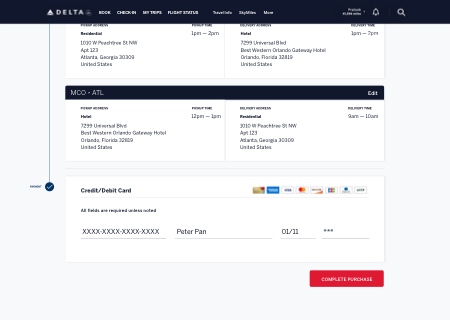 DELTA BOOK CHECK-IN MY TRIPS FLIGHT STATUS Travel Info SkyMiles More
PICKUP ADDRESS PICKUP TIME DELIVERY ADDRESS DELIVERY TIME
Residential 1pm — 2pm Hotel 1pm — 7pm
1010 W Peachtree St NW 7299 Universal Blvd
Apt 123 Best Western Orlando Gateway Hotel
Atlanta, Georgia 30309 Orlando, Florida 32819
United States United States
MCO • ATL Edit
PICKUP ADDRESS PICKUP TIME DELIVERY ADDRESS DELIVERY TIME
Hotel 12pm — 1pm Residential 9am — 10am
7299 Universal Blvd 1010 W Peachtree St NW
Best Western Orlando Gateway Hotel Apt 123
Orlando, Florida 32819 Atlanta, Georgia 30309
United States United States
PAYMENT
Credit/Debit Card
All fields are required unless noted
XXXX-XXXX-XXXX-XXXX Peter Pan 01/11 ***
COMPLETE PURCHASE